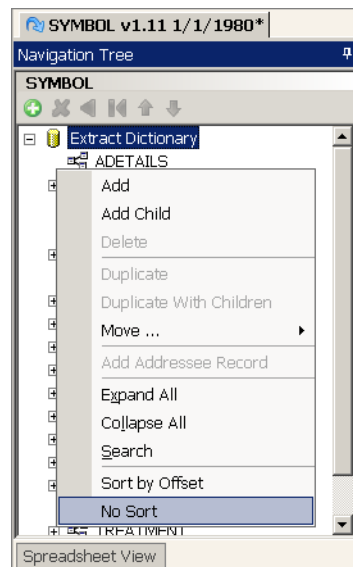 SYMBOL v1.11 1/1/1980*
Navigation Tree
SYMBOL
Extract Dictionary
ADETAILS
Add
Add Child
Delete
Duplicate
Duplicate With Children
Move ...
Add Addressee Record
Expand All
Collapse All
Search
Sort by Offset
No Sort
TREATMENT
Spreadsheet View